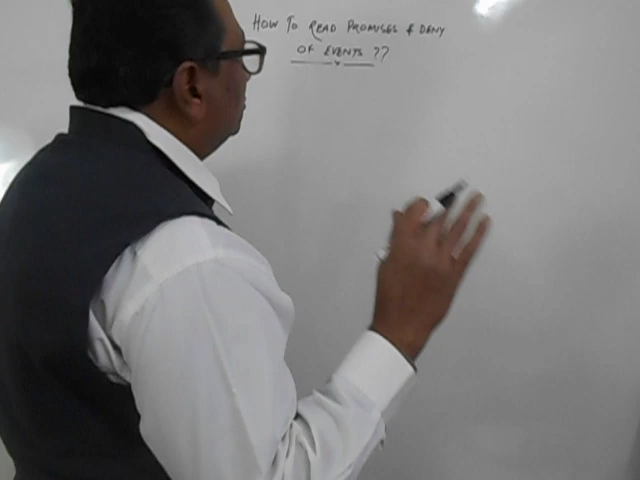 HOW TO READ PROMISES & DENY
OF EVENTS ??